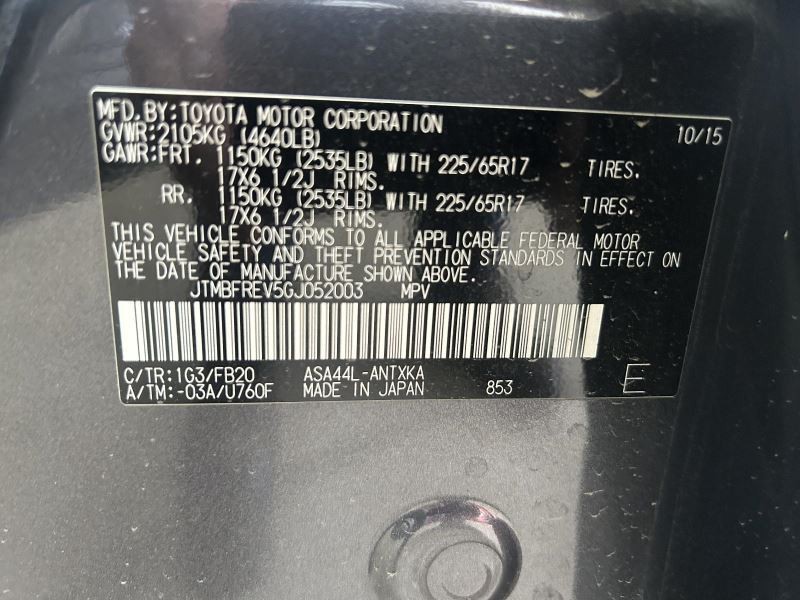 MFD.BY:TOYOTA MOTOR CORPORATION 10/15
GVWR:2105KG (4640LB)
GAWR:FRT. 1150KG (2535LB) WITH 225/65R17 TIRES.
17X6 1/2J RIMS.
RR. 1150KG (2535LB) WITH 225/65R17 TIRES.
17X6 1/2J RIMS.
THIS VEHICLE CONFORMS TO ALL APPLICABLE FEDERAL MOTOR
VEHICLE SAFETY AND THEFT PREVENTION STANDARDS IN EFFECT ON
THE DATE OF MANUFACTURE SHOWN ABOVE.
JTMBFREV5GJ052003 MPV
C/TR:1G3/FB20 ASA44L-ANTXKA
A/TM:-03A/U760F MADE IN JAPAN 853 E